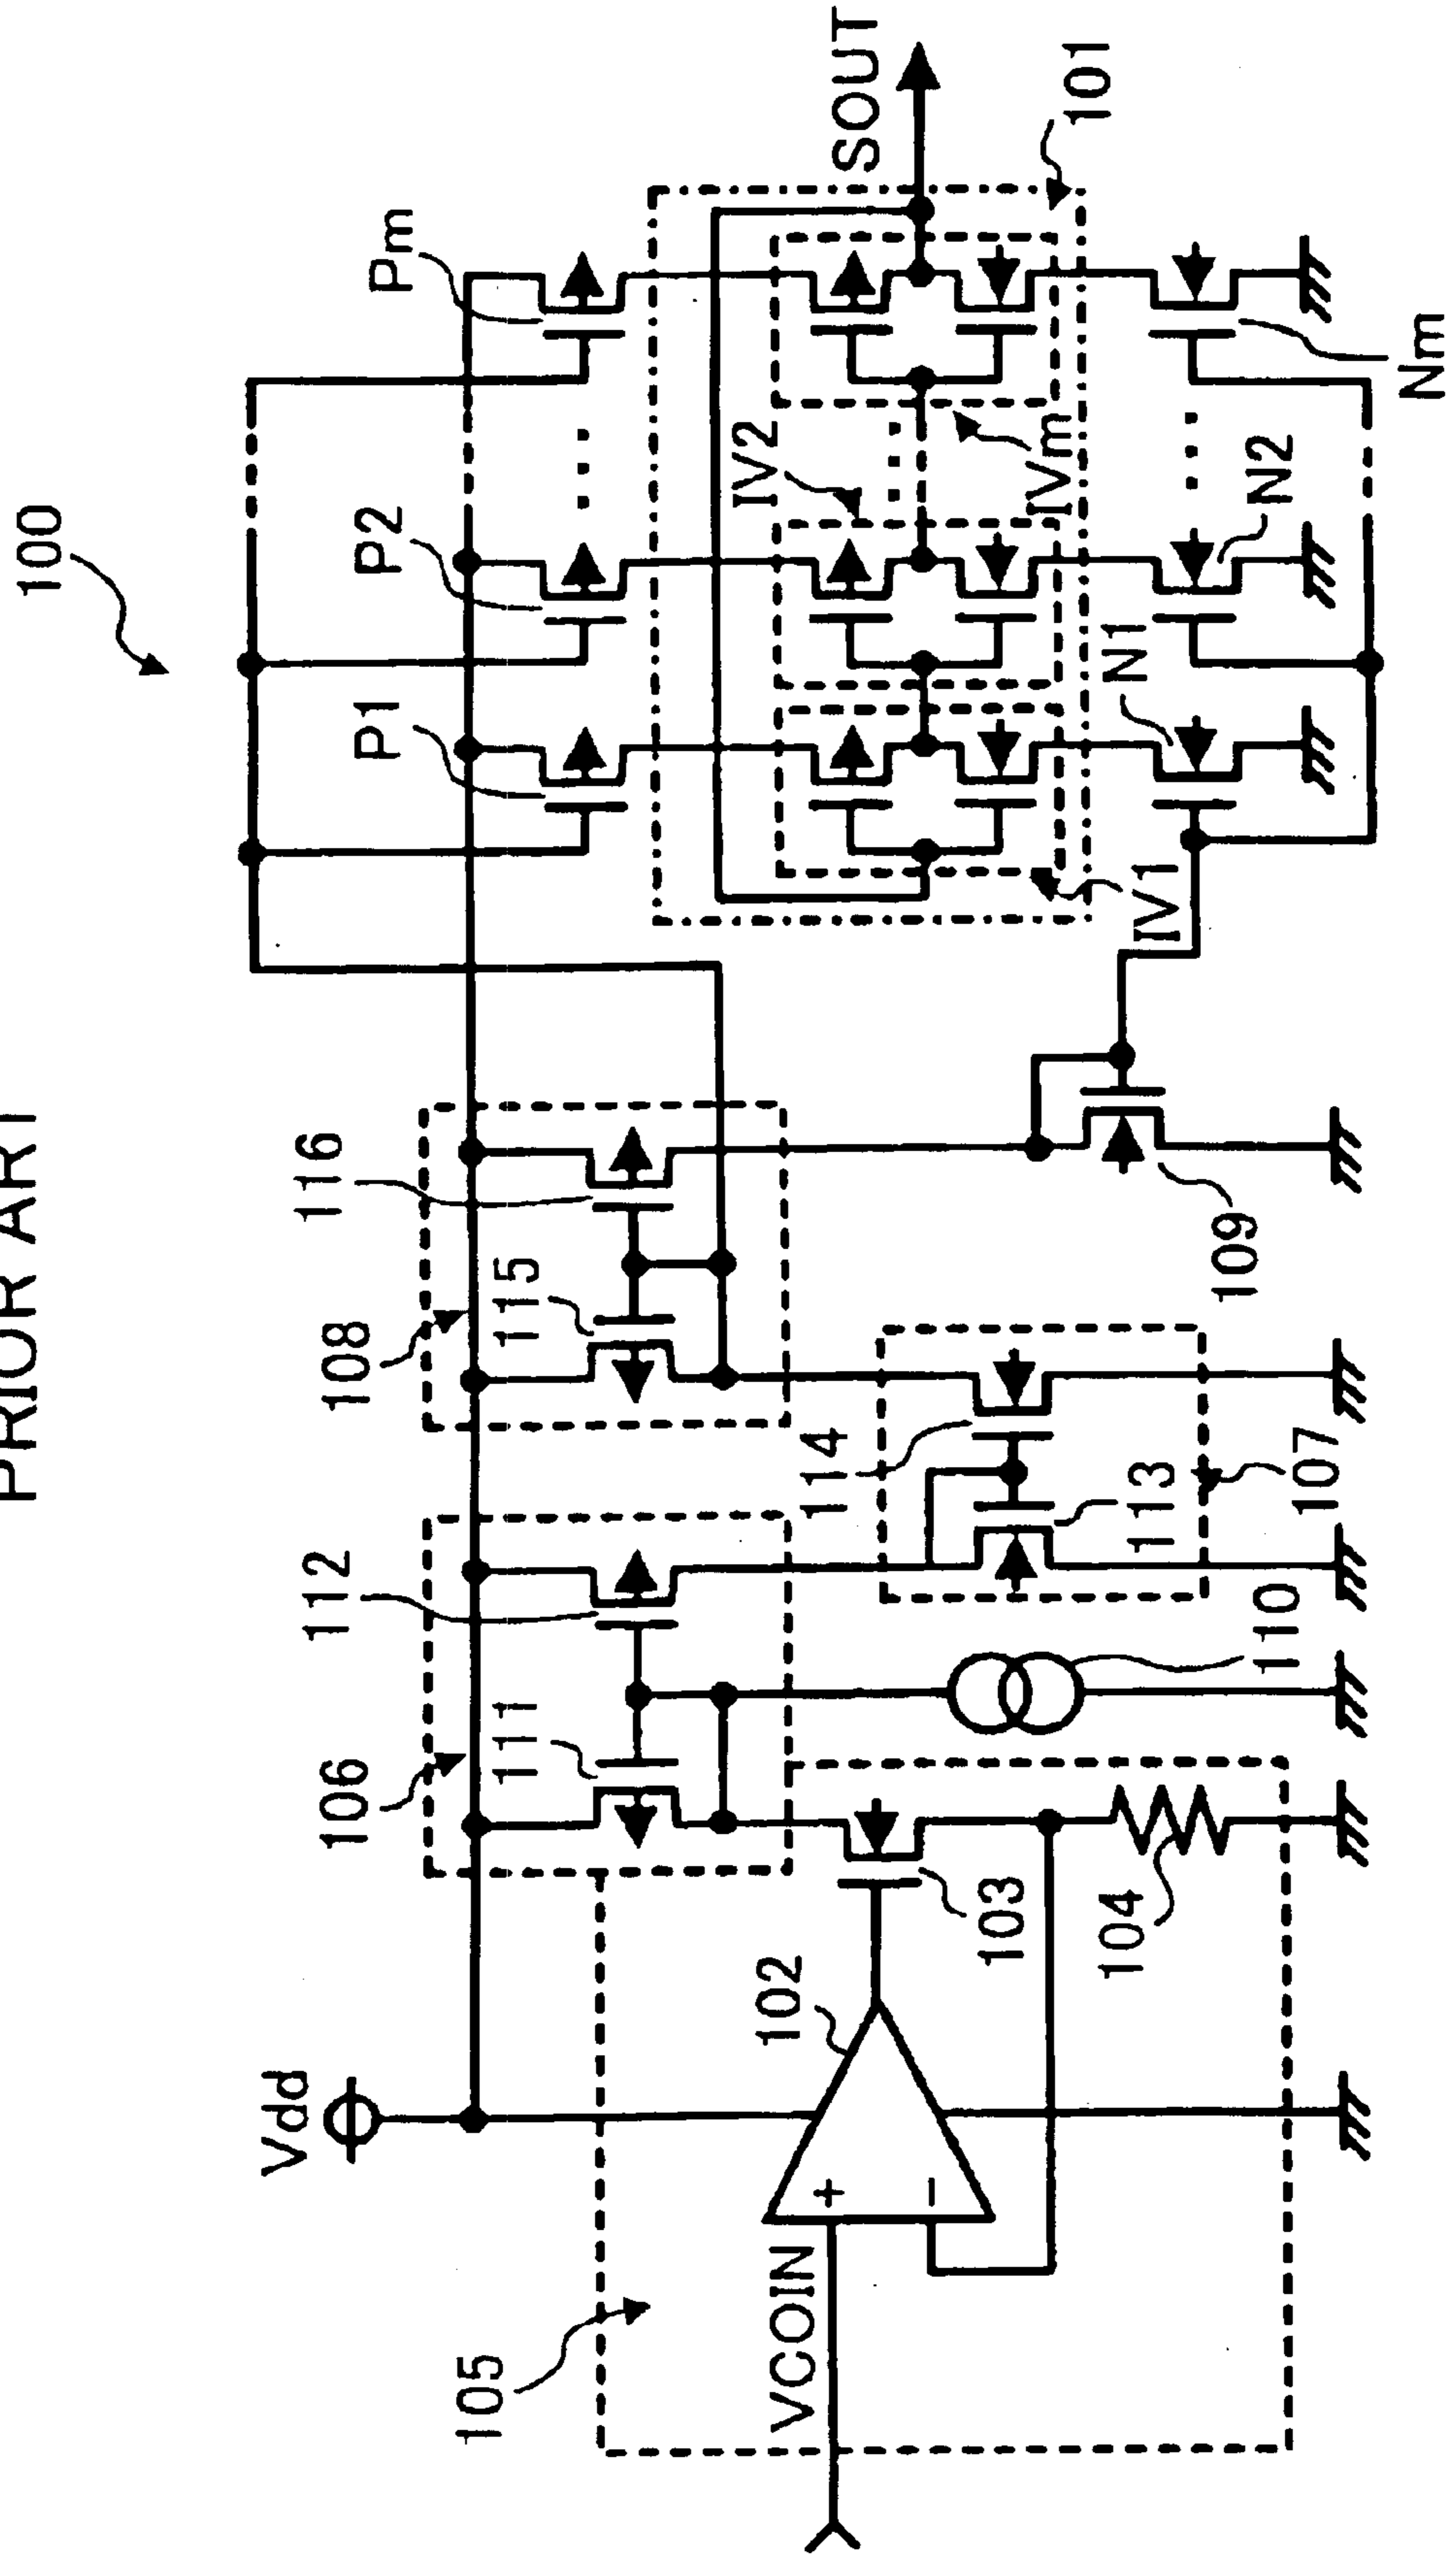 PRIOR ART
100
Vdd
105
VCOIN
+
−
102
103
104
106
111
112
110
113
114
107
108
115
116
109
P1
P2
Pm
IV1
IV2
IVm
N1
N2
Nm
SOUT
101